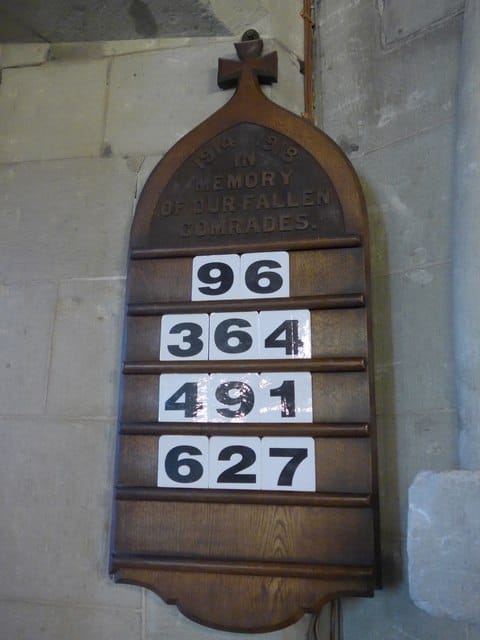 1914 1918
IN
MEMORY
OF OUR FALLEN
COMRADES.
96
364
491
627